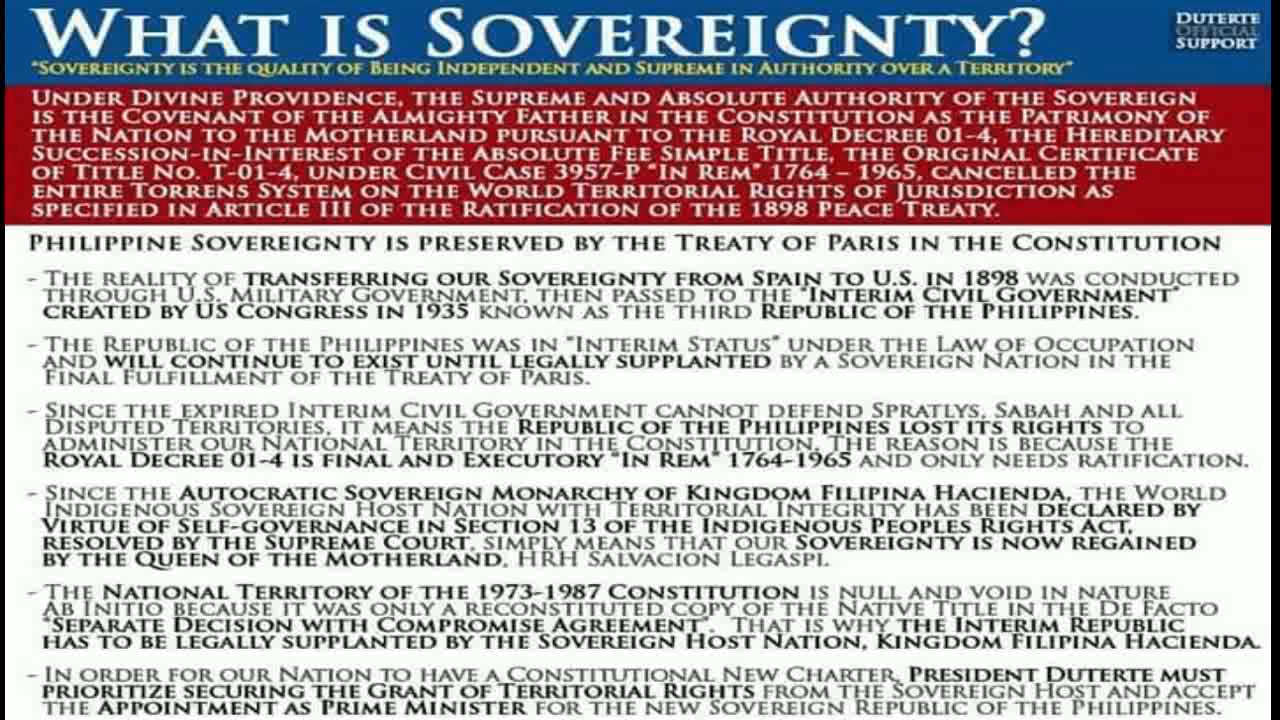 WHAT IS SOVEREIGNTY?
DUTERTE
OFFICIAL
SUPPORT
"SOVEREIGNTY IS THE QUALITY OF BEING INDEPENDENT AND SUPREME IN AUTHORITY OVER A TERRITORY"
UNDER DIVINE PROVIDENCE, THE SUPREME AND ABSOLUTE AUTHORITY OF THE SOVEREIGN
IS THE COVENANT OF THE ALMIGHTY FATHER IN THE CONSTITUTION AS THE PATRIMONY OF
THE NATION TO THE MOTHERLAND PURSUANT TO THE ROYAL DECREE 01-4, THE HEREDITARY
SUCCESSION-IN-INTEREST OF THE ABSOLUTE FEE SIMPLE TITLE, THE ORIGINAL CERTIFICATE
OF TITLE NO. T-01-4, UNDER CIVIL CASE 3957-P "IN REM" 1764 – 1965, CANCELLED THE
ENTIRE TORRENS SYSTEM ON THE WORLD TERRITORIAL RIGHTS OF JURISDICTION AS
SPECIFIED IN ARTICLE III OF THE RATIFICATION OF THE 1898 PEACE TREATY.
PHILIPPINE SOVEREIGNTY IS PRESERVED BY THE TREATY OF PARIS IN THE CONSTITUTION
- THE REALITY OF TRANSFERRING OUR SOVEREIGNTY FROM SPAIN TO U.S. IN 1898 WAS CONDUCTED
THROUGH U.S. MILITARY GOVERNMENT, THEN PASSED TO THE "INTERIM CIVIL GOVERNMENT"
CREATED BY US CONGRESS IN 1935 KNOWN AS THE THIRD REPUBLIC OF THE PHILIPPINES.
- THE REPUBLIC OF THE PHILIPPINES WAS IN "INTERIM STATUS" UNDER THE LAW OF OCCUPATION
AND WILL CONTINUE TO EXIST UNTIL LEGALLY SUPPLANTED BY A SOVEREIGN NATION IN THE
FINAL FULFILLMENT OF THE TREATY OF PARIS.
- SINCE THE EXPIRED INTERIM CIVIL GOVERNMENT CANNOT DEFEND SPRATLYS, SABAH AND ALL
DISPUTED TERRITORIES, IT MEANS THE REPUBLIC OF THE PHILIPPINES LOST ITS RIGHTS TO
ADMINISTER OUR NATIONAL TERRITORY IN THE CONSTITUTION. THE REASON IS BECAUSE THE
ROYAL DECREE 01-4 IS FINAL AND EXECUTORY "IN REM" 1764-1965 AND ONLY NEEDS RATIFICATION.
- SINCE THE AUTOCRATIC SOVEREIGN MONARCHY OF KINGDOM FILIPINA HACIENDA, THE WORLD
INDIGENOUS SOVEREIGN HOST NATION WITH TERRITORIAL INTEGRITY HAS BEEN DECLARED BY
VIRTUE OF SELF-GOVERNANCE IN SECTION 13 OF THE INDIGENOUS PEOPLES RIGHTS ACT,
RESOLVED BY THE SUPREME COURT, SIMPLY MEANS THAT OUR SOVEREIGNTY IS NOW REGAINED
BY THE QUEEN OF THE MOTHERLAND, HRH SALVACION LEGASPI.
- THE NATIONAL TERRITORY OF THE 1973-1987 CONSTITUTION IS NULL AND VOID IN NATURE
AB INITIO BECAUSE IT WAS ONLY A RECONSTITUTED COPY OF THE NATIVE TITLE IN THE DE FACTO
"SEPARATE DECISION WITH COMPROMISE AGREEMENT". THAT IS WHY THE INTERIM REPUBLIC
HAS TO BE LEGALLY SUPPLANTED BY THE SOVEREIGN HOST NATION, KINGDOM FILIPINA HACIENDA.
- IN ORDER FOR OUR NATION TO HAVE A CONSTITUTIONAL NEW CHARTER, PRESIDENT DUTERTE MUST
PRIORITIZE SECURING THE GRANT OF TERRITORIAL RIGHTS FROM THE SOVEREIGN HOST AND ACCEPT
THE APPOINTMENT AS PRIME MINISTER FOR THE NEW SOVEREIGN REPUBLIC OF THE PHILIPPINES.